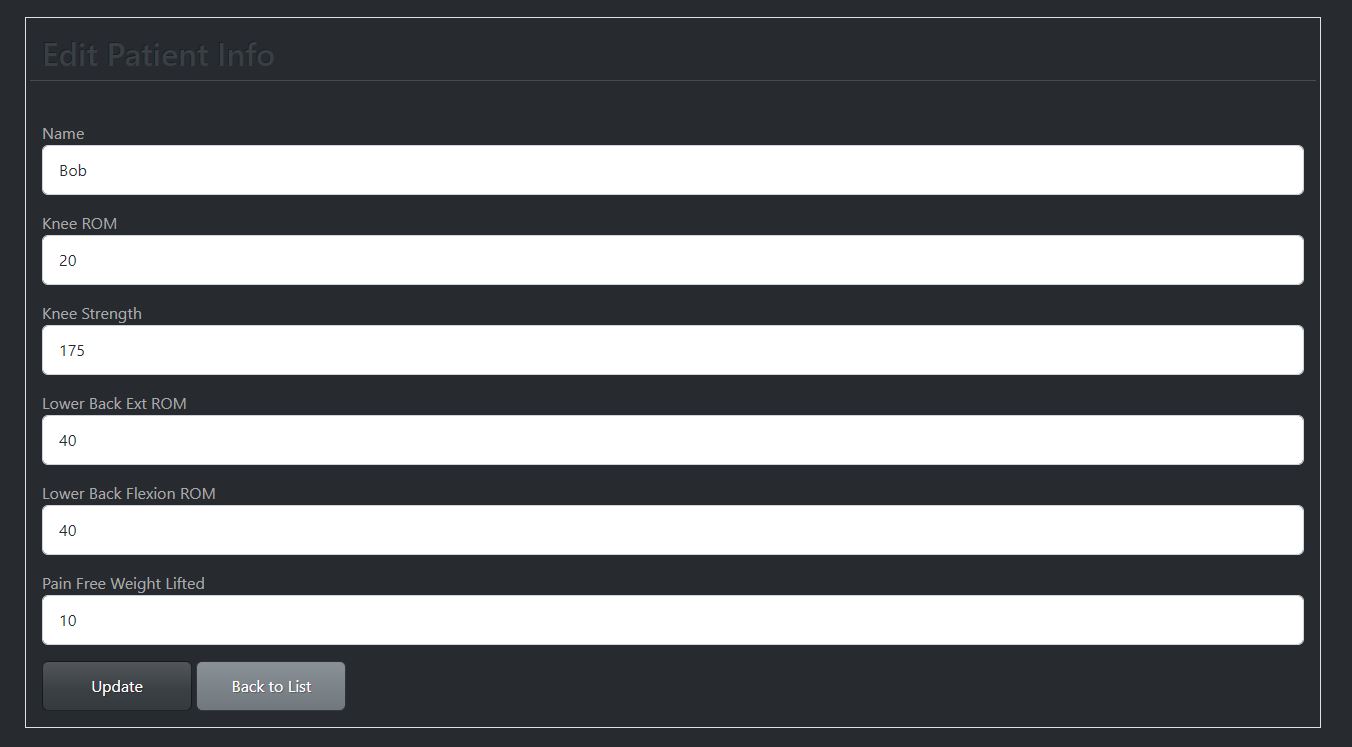 Edit Patient Info
Name
Bob
Knee ROM
20
Knee Strength
175
Lower Back Ext ROM
40
Lower Back Flexion ROM
40
Pain Free Weight Lifted
10
Update Back to List